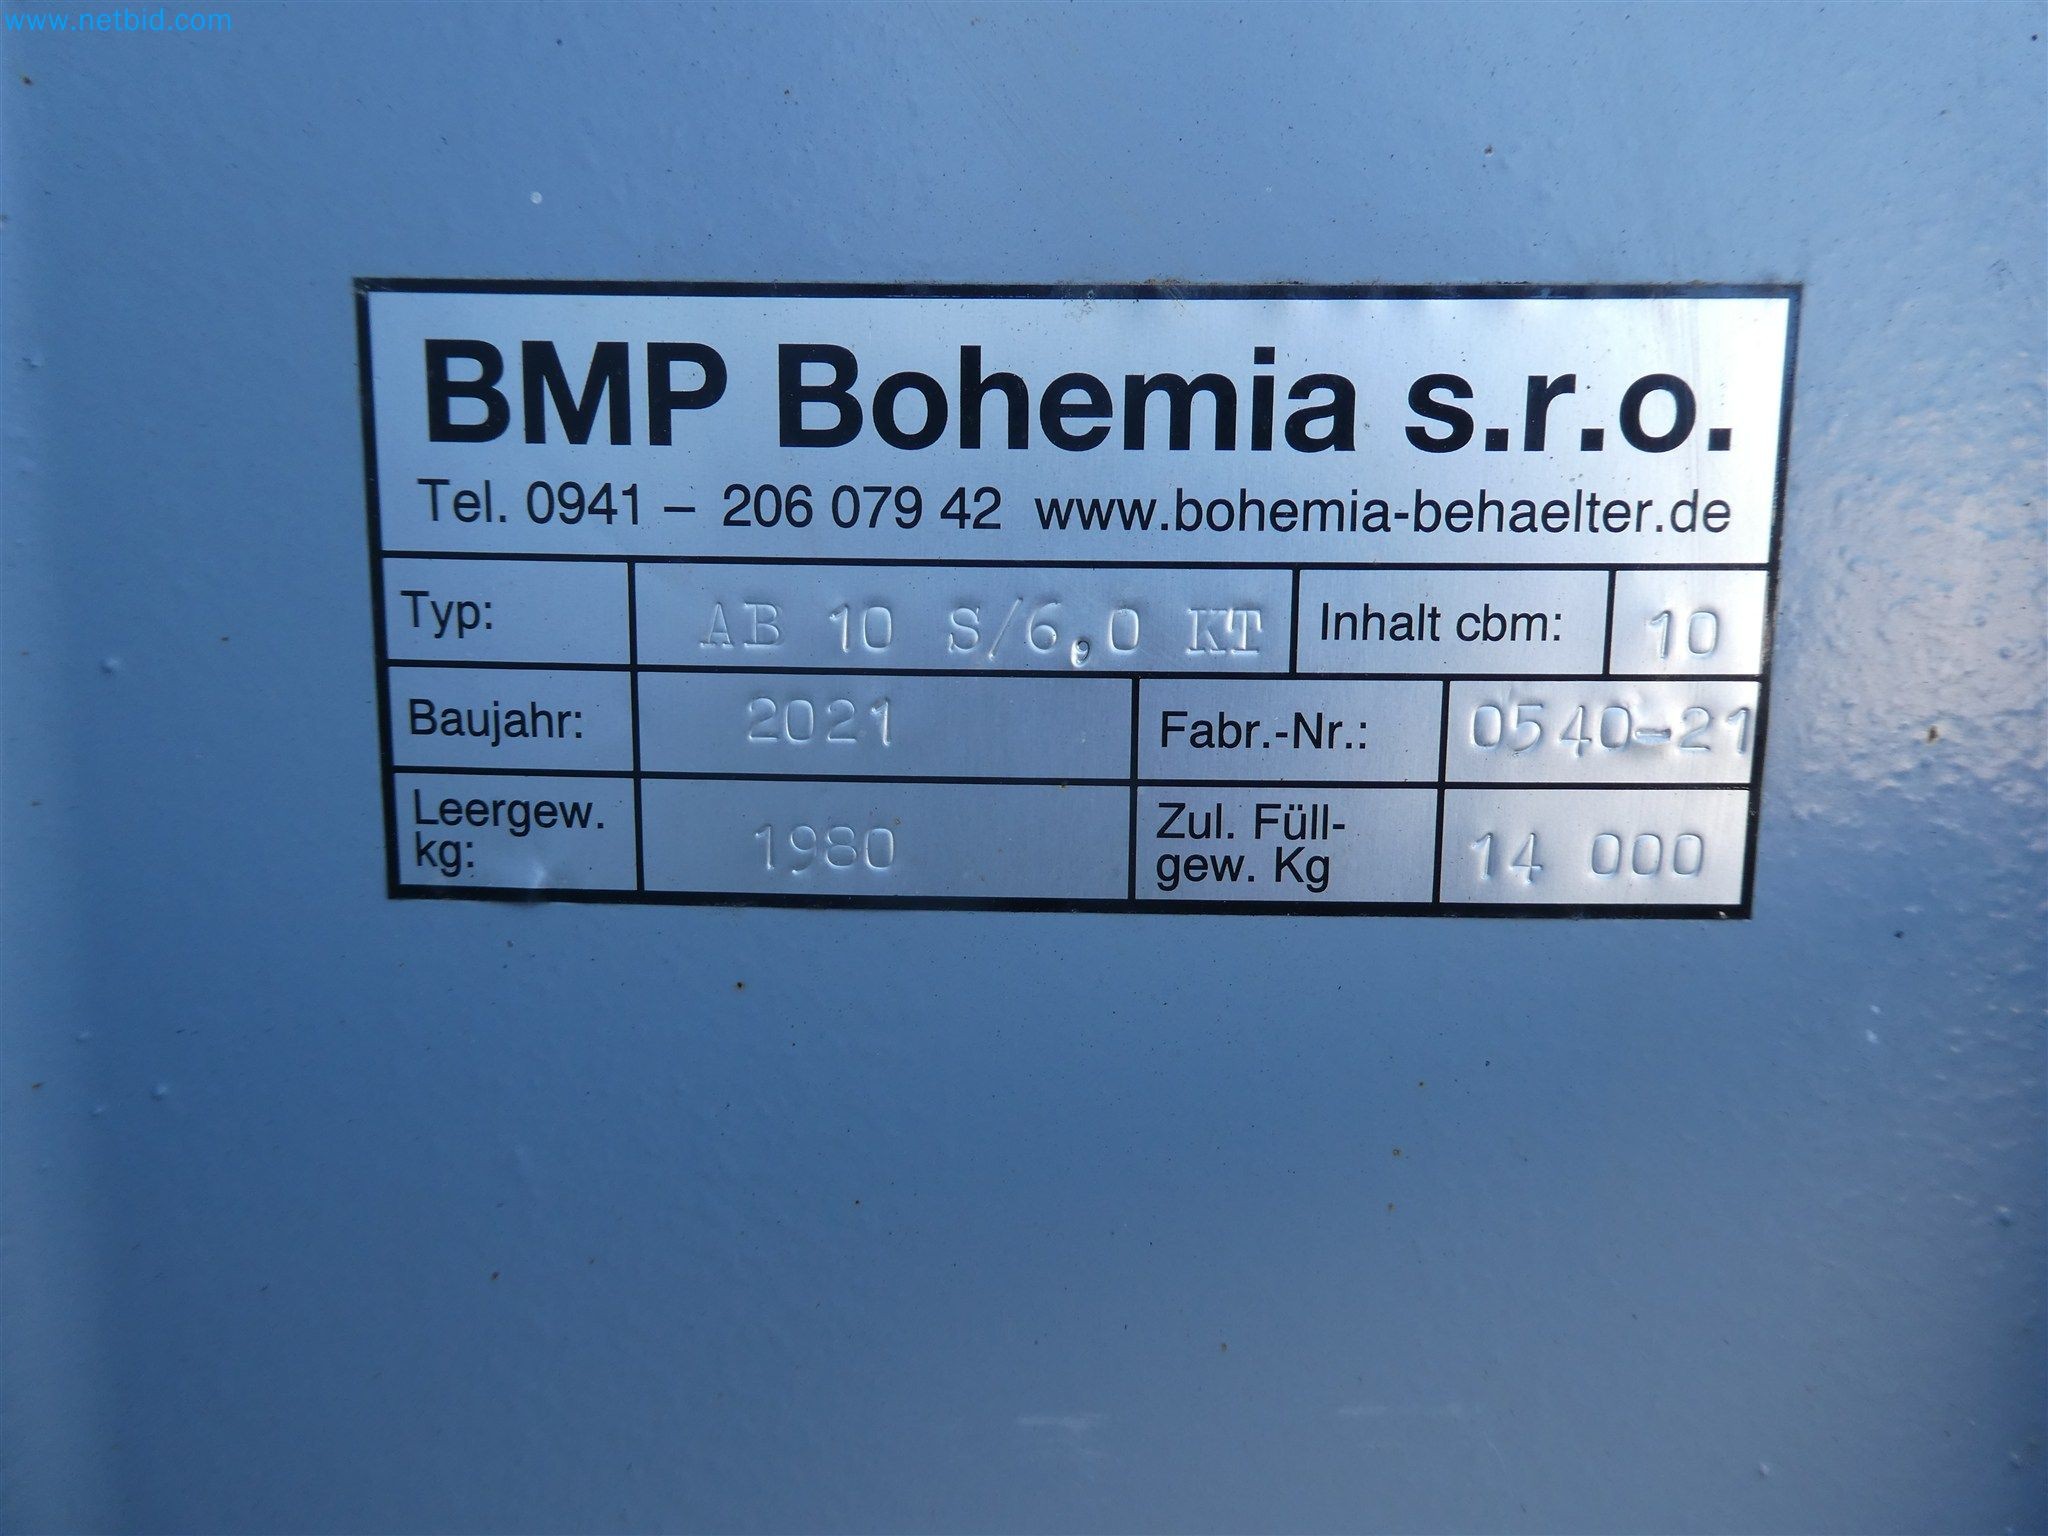 www.netbid.com
BMP Bohemia s.r.o.
Tel. 0941 – 206 079 42 www.bohemia-behaelter.de
Typ: AB 10 S/6,0 KT Inhalt cbm: 10
Baujahr: 2021 Fabr.-Nr.: 0540-21
Leergew. kg: 1980 Zul. Füll- gew. Kg 14 000